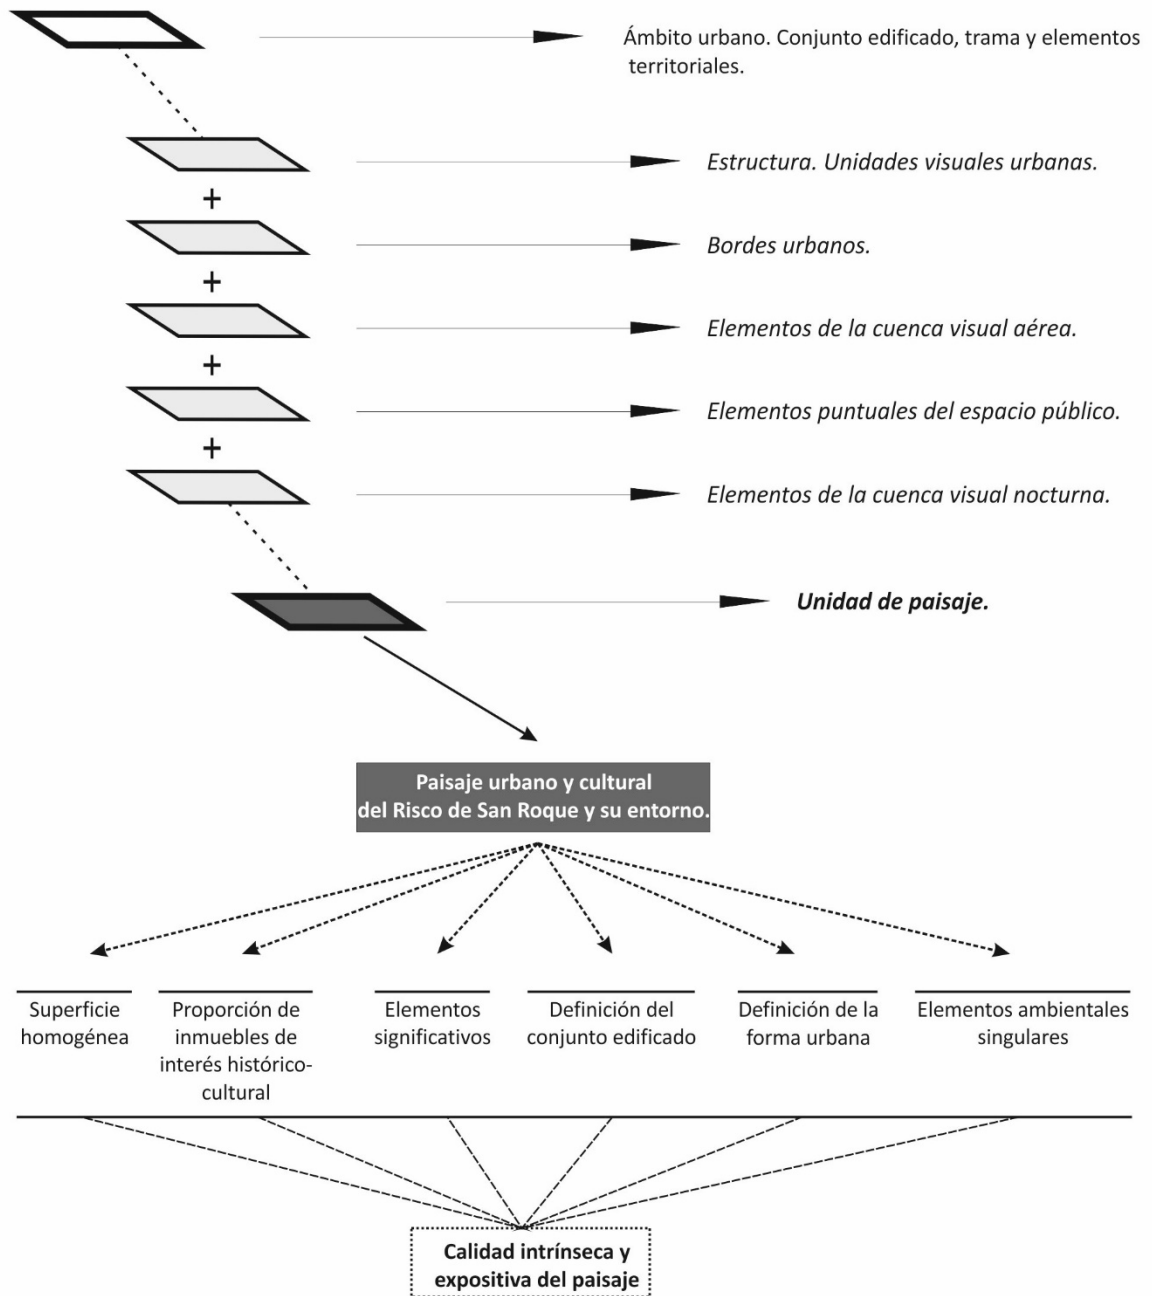 Ámbito urbano. Conjunto edificado, trama y elementos
territoriales.
Estructura. Unidades visuales urbanas.
+
Bordes urbanos.
+
Elementos de la cuenca visual aérea.
+
Elementos puntuales del espacio público.
+
Elementos de la cuenca visual nocturna.
Unidad de paisaje.
Paisaje urbano y cultural
del Risco de San Roque y su entorno.
Superficie
homogénea
Proporción de
inmuebles de
interés histórico-
cultural
Elementos
significativos
Definición del
conjunto edificado
Definición de la
forma urbana
Elementos ambientales
singulares
Calidad intrínseca y
expositiva del paisaje